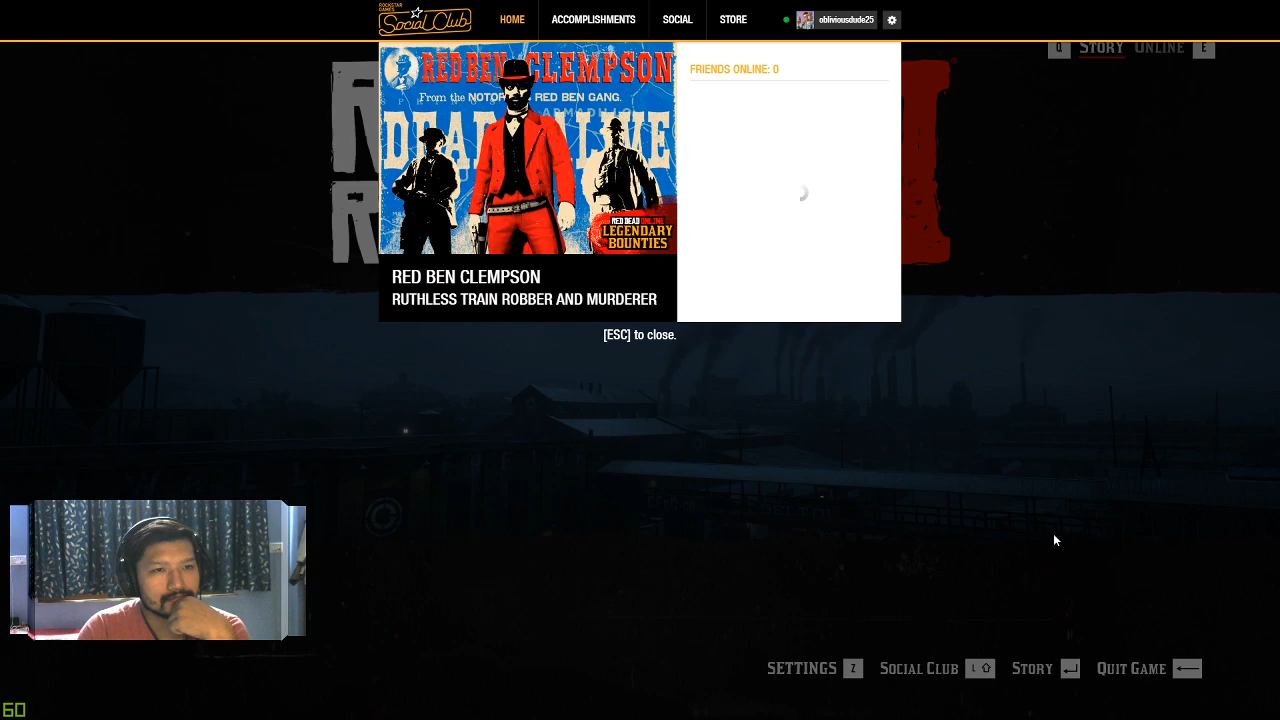 ROCKSTAR
GAMES
Social Club
HOME
ACCOMPLISHMENTS
SOCIAL
STORE
obliviousdude25
Q
STORY
ONLINE
E
RED BEN CLEMPSON
From the NOTOR RED BEN GANG.
ARMADILLO
DEAD ALIVE
RED DEAD ONLINE
LEGENDARY
BOUNTIES
FRIENDS ONLINE: 0
RED BEN CLEMPSON
RUTHLESS TRAIN ROBBER AND MURDERER
[ESC] to close.
R
R
SETTINGS Z
SOCIAL CLUB L
STORY
QUIT GAME
60